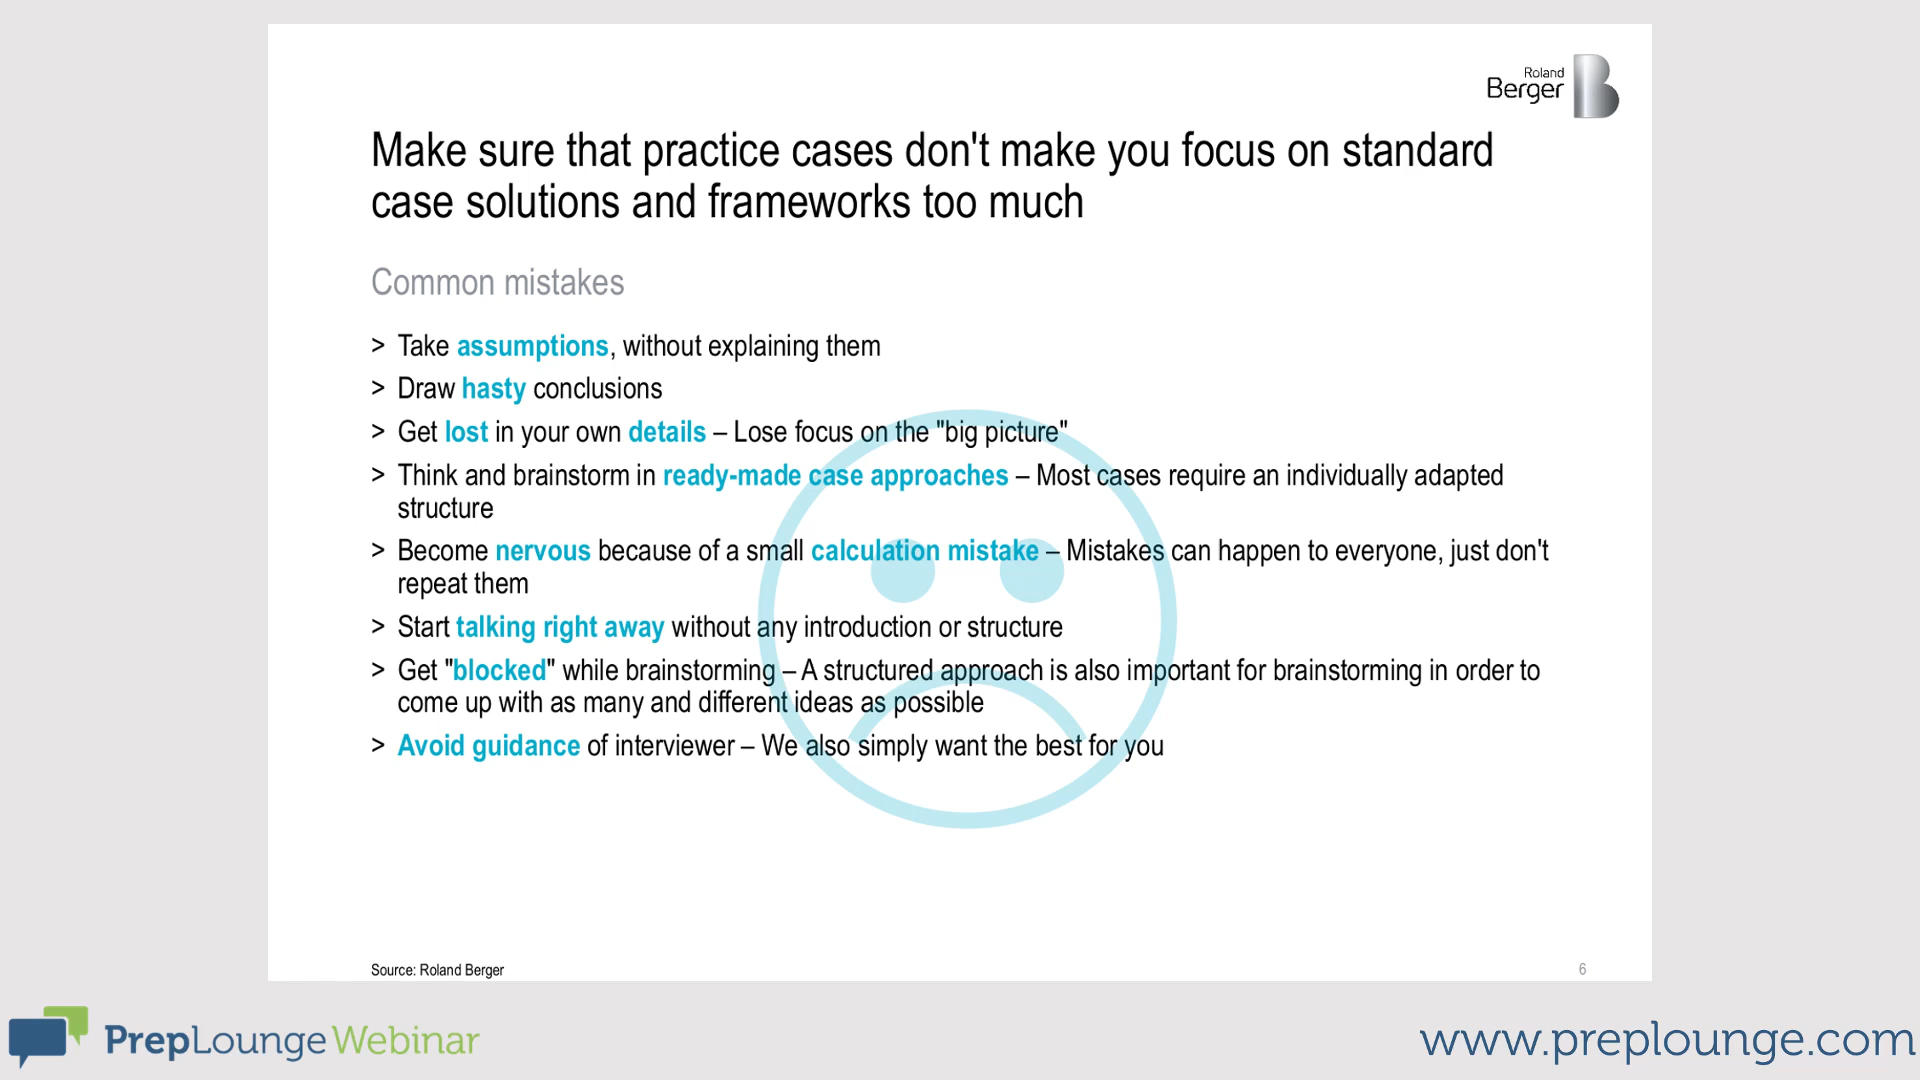 Roland
Berger
Make sure that practice cases don't make you focus on standard
case solutions and frameworks too much
Common mistakes
> Take assumptions, without explaining them
> Draw hasty conclusions
> Get lost in your own details – Lose focus on the "big picture"
> Think and brainstorm in ready-made case approaches – Most cases require an individually adapted
structure
> Become nervous because of a small calculation mistake – Mistakes can happen to everyone, just don't
repeat them
> Start talking right away without any introduction or structure
> Get "blocked" while brainstorming – A structured approach is also important for brainstorming in order to
come up with as many and different ideas as possible
> Avoid guidance of interviewer – We also simply want the best for you
Source: Roland Berger
6
PrepLounge Webinar
www.preplounge.com